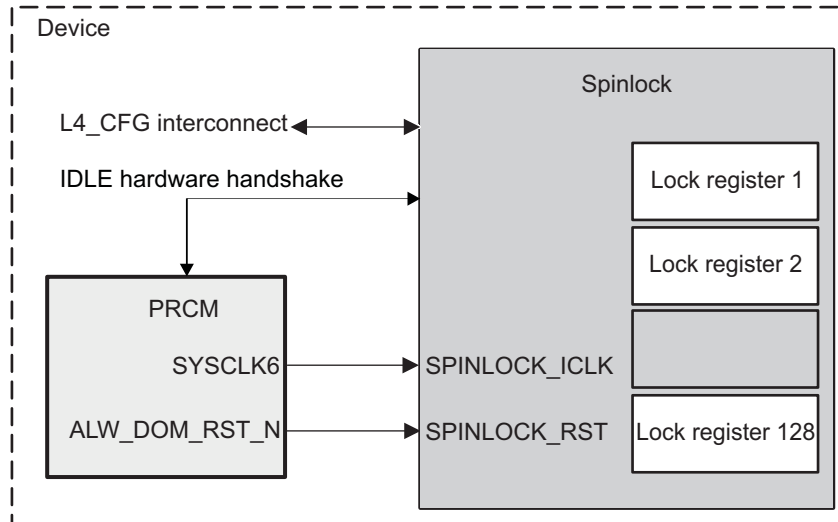 Device
Spinlock
L4_CFG interconnect
IDLE hardware handshake
Lock register 1
Lock register 2
PRCM
SYSCLK6
SPINLOCK_ICLK
ALW_DOM_RST_N
SPINLOCK_RST
Lock register 128